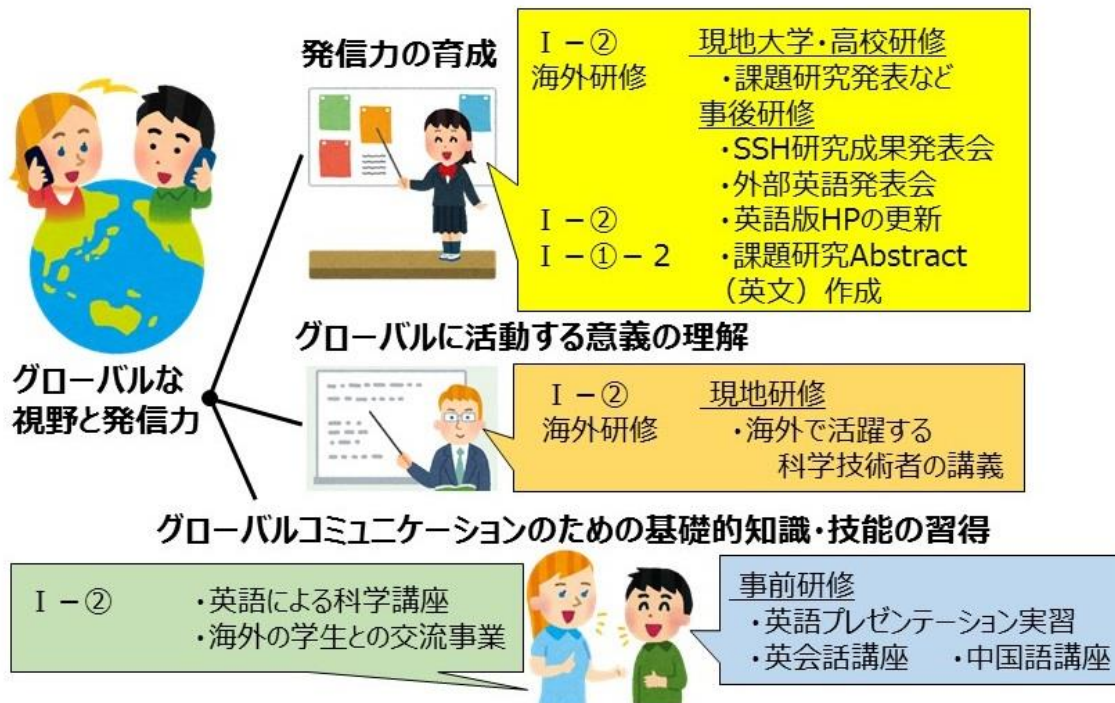 発信力の育成
Ⅰ－② 現地大学・高校研修
海外研修 ・課題研究発表など
事後研修
・SSH研究成果発表会
・外部英語発表会
Ⅰ－② ・英語版HPの更新
Ⅰ－①－2 ・課題研究Abstract
（英文）作成
グローバルに活動する意義の理解
グローバルな
視野と発信力
Ⅰ－② 現地研修
海外研修 ・海外で活躍する
科学技術者の講義
グローバルコミュニケーションのための基礎的知識・技能の習得
Ⅰ－② ・英語による科学講座
・海外の学生との交流事業
事前研修
・英語プレゼンテーション実習
・英会話講座 ・中国語講座